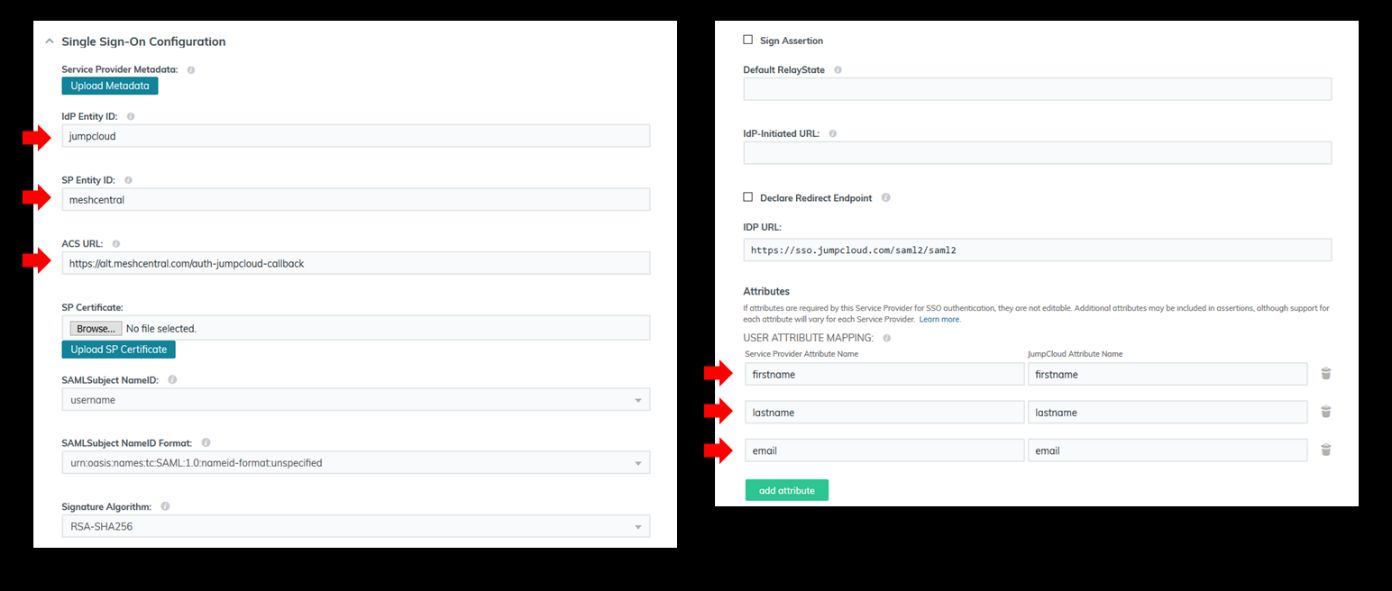 Single Sign-On Configuration
Service Provider Metadata:
Upload Metadata
IdP Entity ID:
jumpcloud
SP Entity ID:
meshcentral
ACS URL:
https://alt.meshcentral.com/auth-jumpcloud-callback
SP Certificate:
Browse... No file selected.
Upload SP Certificate
SAMLSubject NameID:
username
SAMLSubject NameID Format:
urn:oasis:names:tc:SAML:1.0:nameid-format:unspecified
Signature Algorithm:
RSA-SHA256
Sign Assertion
Default RelayState
IdP-Initiated URL:
Declare Redirect Endpoint
IDP URL:
https://sso.jumpcloud.com/saml2/saml2
Attributes
If attributes are required by this Service Provider for SSO authentication, they are not editable. Additional attributes may be included in assertions, although support for
each attribute will vary for each Service Provider. Learn more.
USER ATTRIBUTE MAPPING:
Service Provider Attribute Name JumpCloud Attribute Name
firstname firstname
lastname lastname
email email
add attribute